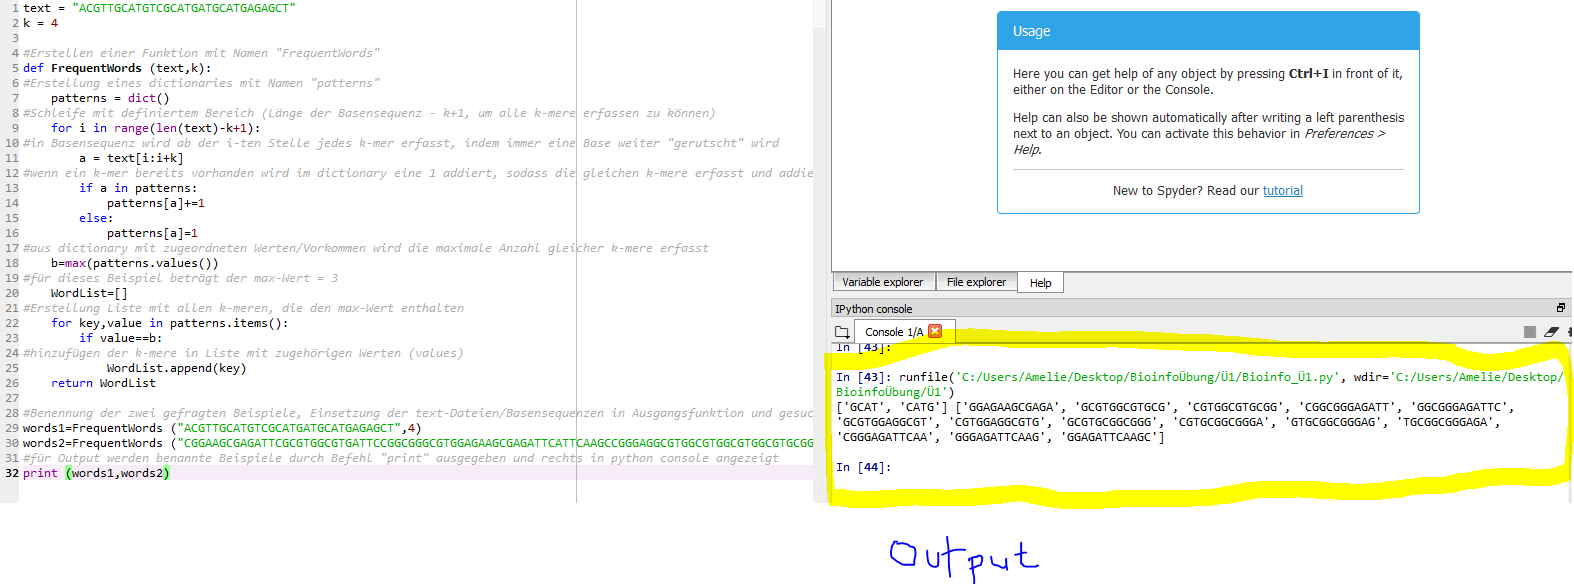 1 text = "ACGTTGCATGTCGCATGATGCATGAGAGCT"
2 k = 4
3
4 #Erstellen einer Funktion mit Namen "FrequentWords"
5 def FrequentWords (text,k):
6 #Erstellung eines dictionaries mit Namen "patterns"
7     patterns = dict()
8 #Schleife mit definiertem Bereich (Länge der Basensequenz - k+1, um alle k-mere erfassen zu können)
9     for i in range(len(text)-k+1):
10 #in Basensequenz wird ab der i-ten Stelle jedes k-mer erfasst, indem immer eine Base weiter "gerutscht" wird
11         a = text[i:i+k]
12 #wenn ein k-mer bereits vorhanden wird im dictionary eine 1 addiert, sodass die gleichen k-mere erfasst und addie
13         if a in patterns:
14             patterns[a]+=1
15         else:
16             patterns[a]=1
17 #aus dictionary mit zugeordneten Werten/Vorkommen wird die maximale Anzahl gleicher k-mere erfasst
18     b=max(patterns.values())
19 #für dieses Beispiel beträgt der max-Wert = 3
20     WordList=[]
21 #Erstellung Liste mit allen k-meren, die den max-Wert enthalten
22     for key,value in patterns.items():
23         if value==b:
24 #hinzufügen der k-mere in Liste mit zugehörigen Werten (values)
25             WordList.append(key)
26     return WordList
27
28 #Benennung der zwei gefragten Beispiele, Einsetzung der text-Dateien/Basensequenzen in Ausgangsfunktion und gesuc
29 words1=FrequentWords ("ACGTTGCATGTCGCATGATGCATGAGAGCT",4)
30 words2=FrequentWords ("CGGAAGCGAGATTCGCGTGGCGTGATTCCGGCGGGCGTGGAGAAGCGAGATTCATTCAAGCCGGGAGGCGTGGCGTGGCGTGGCGTGCGG
31 #für Output werden benannte Beispiele durch Befehl "print" ausgegeben und rechts in python console angezeigt
32 print (words1,words2)
Usage
Here you can get help of any object by pressing Ctrl+I in front of it,
either on the Editor or the Console.
Help can also be shown automatically after writing a left parenthesis
next to an object. You can activate this behavior in Preferences >
Help.
New to Spyder? Read our tutorial
Variable explorer File explorer Help
IPython console
Console 1/A
In [43]:
In [43]: runfile('C:/Users/Amelie/Desktop/BioinfoÜbung/Ü1/Bioinfo_Ü1.py', wdir='C:/Users/Amelie/Desktop/
BioinfoÜbung/Ü1')
['GCAT', 'CATG'] ['GGAGAAGCGAGA', 'GCGTGGCGTGCG', 'CGTGGCGTGCGG', 'CGGCGGGAGATT', 'GGCGGGAGATTC',
'GCGTGGAGGCGT', 'CGTGGAGGCGTG', 'GCGTGCGGCGGG', 'CGTGCGGCGGGA', 'GTGCGGCGGGAG', 'TGCGGCGGGAGA',
'CGGGAGATTCAA', 'GGGAGATTCAAG', 'GGAGATTCAAGC']
In [44]:
Output